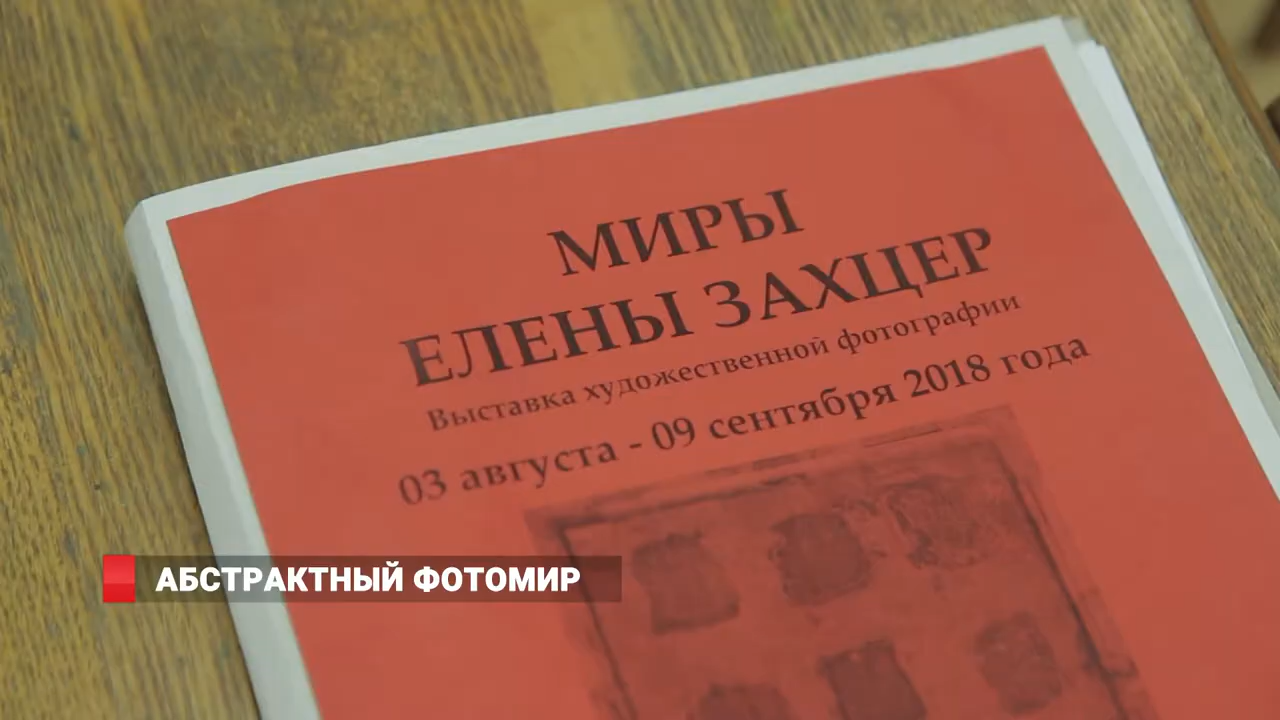 МИРЫ
ЕЛЕНЫ ЗАХЦЕР
Выставка художественной фотографии
03 августа - 09 сентября 2018 года
АБСТРАКТНЫЙ ФОТОМИР